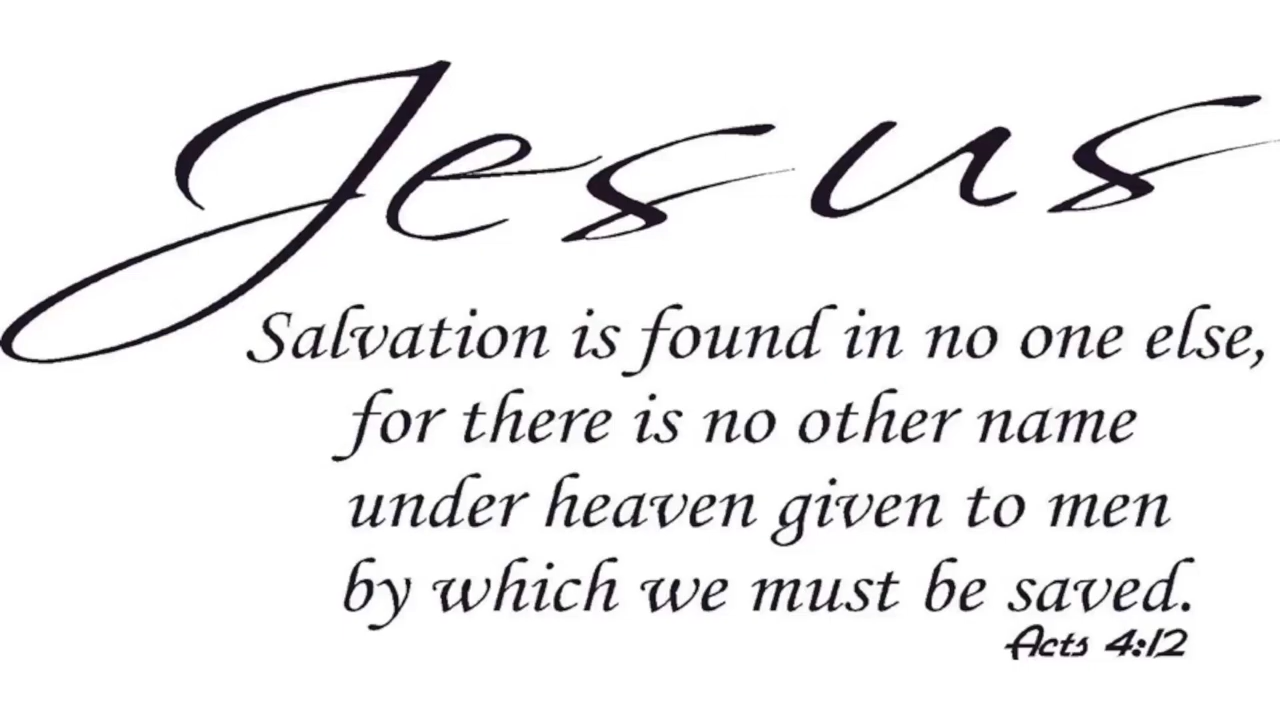 Jesus
Salvation is found in no one else,
for there is no other name
under heaven given to men
by which we must be saved.
Acts 4:12